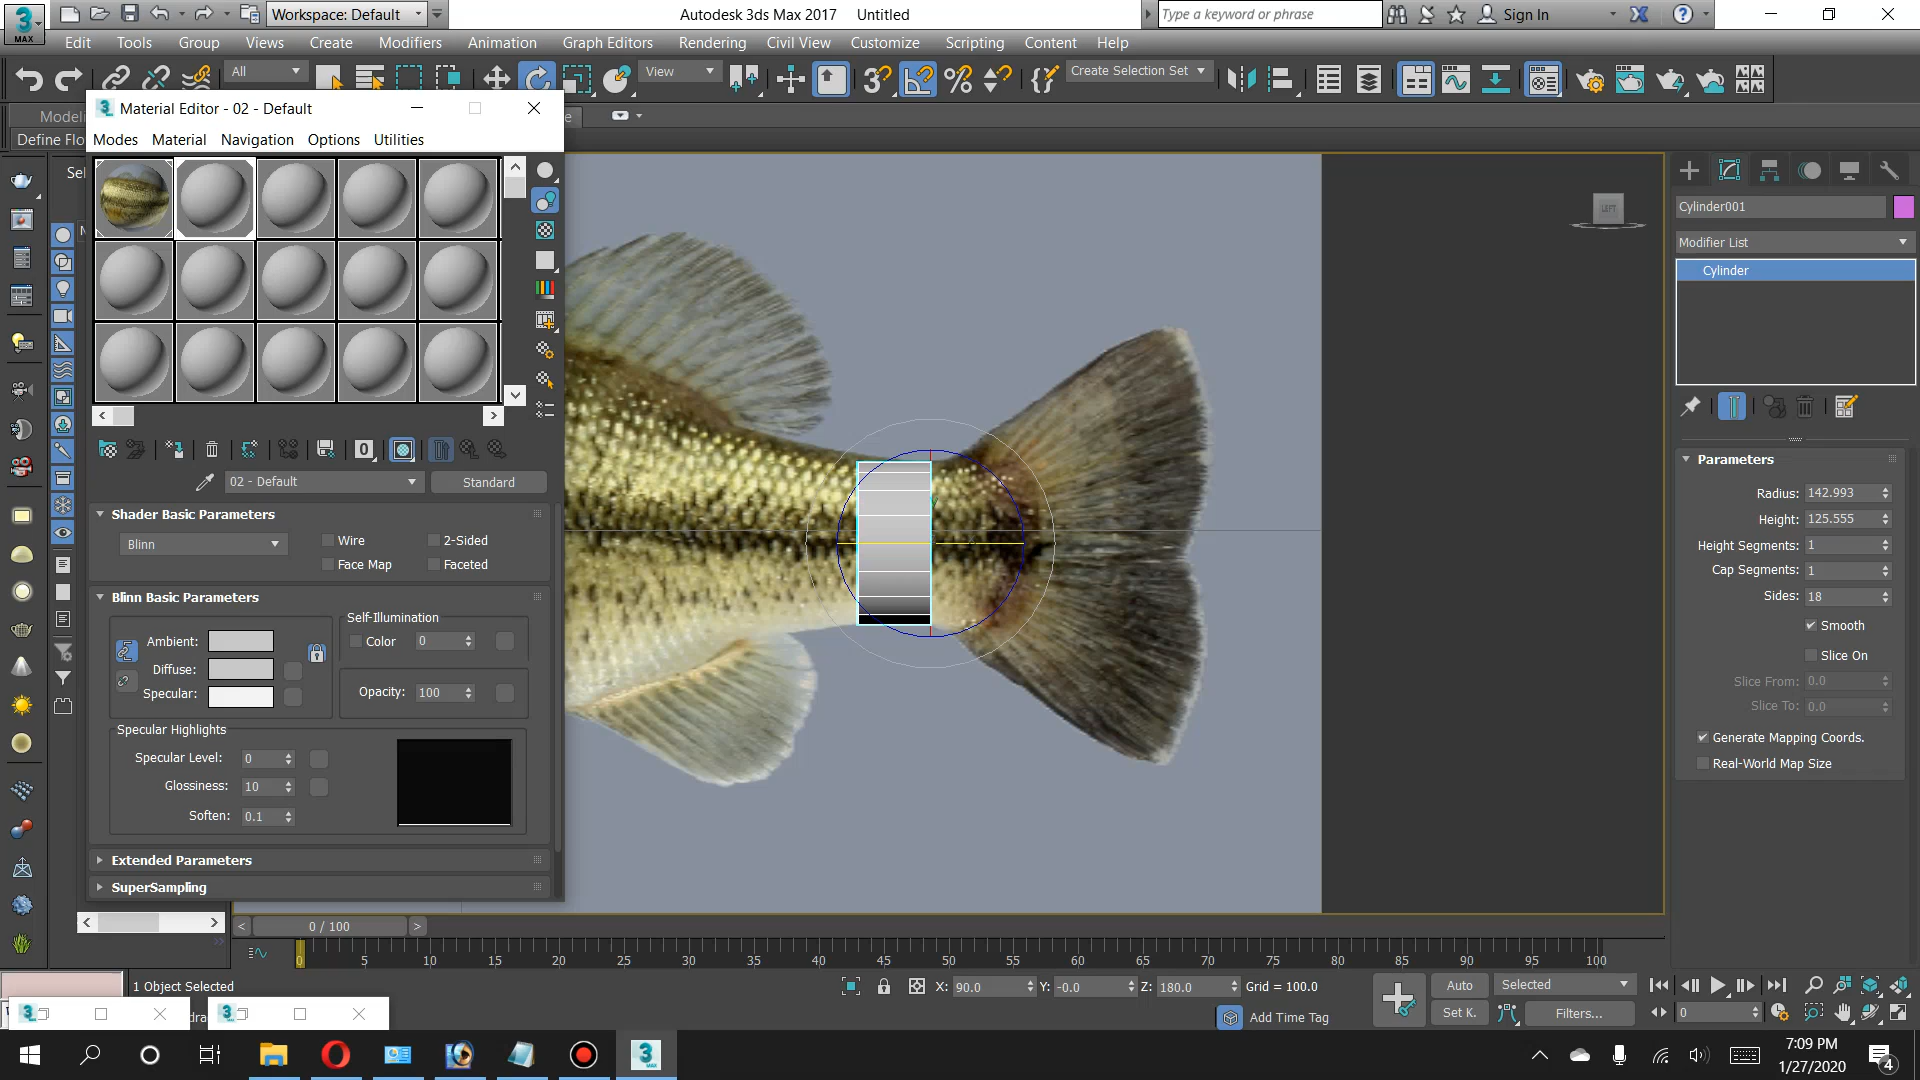 Workspace: Default
Autodesk 3ds Max 2017 Untitled
Type a keyword or phrase
Sign In
MAX
Edit Tools Group Views Create Modifiers Animation Graph Editors Rendering Civil View Customize Scripting Content Help
All
View
Create Selection Set
Material Editor - 02 - Default
Define Flo
Modes Material Navigation Options Utilities
LEFT
Cylinder001
Modifier List
Cylinder
02 - Default
Standard
Shader Basic Parameters
Blinn
Wire
2-Sided
Face Map
Faceted
Blinn Basic Parameters
Self-Illumination
Ambient:
Color
0
Diffuse:
Specular:
Opacity: 100
Specular Highlights
Specular Level: 0
Glossiness: 10
Soften: 0.1
Extended Parameters
SuperSampling
Parameters
Radius: 142.993
Height: 125.555
Height Segments: 1
Cap Segments: 1
Sides: 18
Smooth
Slice On
Slice From: 0.0
Slice To: 0.0
Generate Mapping Coords.
Real-World Map Size
0 / 100
0 5 10 15 20 25 30 35 40 45 50 55 60 65 70 75 80 85 90 95 100
1 Object Selected
X: 90.0
Y: -0.0
Z: 180.0
Grid = 100.0
Auto
Selected
Add Time Tag
Set K.
Filters...
0
7:09 PM
1/27/2020
4